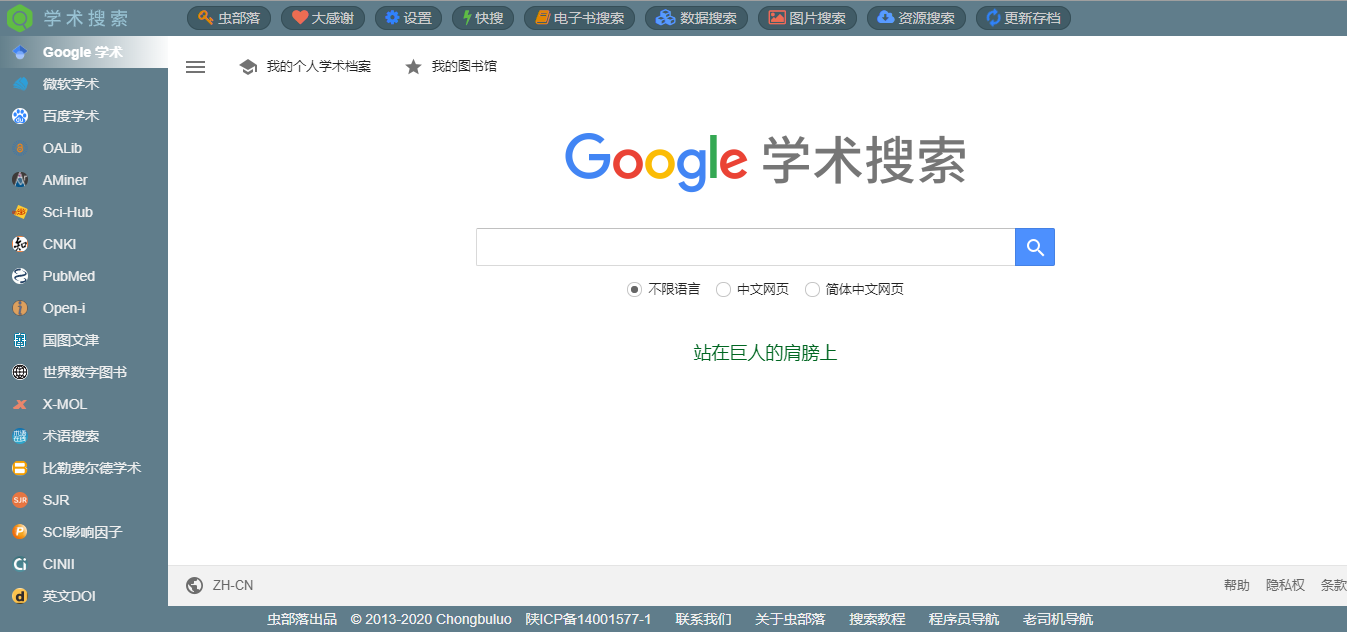 学术搜索
虫部落 大感谢 设置 快搜 电子书搜索 数据搜索 图片搜索 资源搜索 更新存档
Google 学术
微软学术
百度学术
OALib
AMiner
Sci-Hub
CNKI
PubMed
Open-i
国图文津
世界数字图书
X-MOL
术语搜索
比勒费尔德学术
SJR
SCI影响因子
CINII
英文DOI
我的个人学术档案 我的图书馆
Google 学术搜索
不限语言 中文网页 简体中文网页
站在巨人的肩膀上
ZH-CN 帮助 隐私权 条款
虫部落出品 © 2013-2020 Chongbuluo 陕ICP备14001577-1 联系我们 关于虫部落 搜索教程 程序员导航 老司机导航